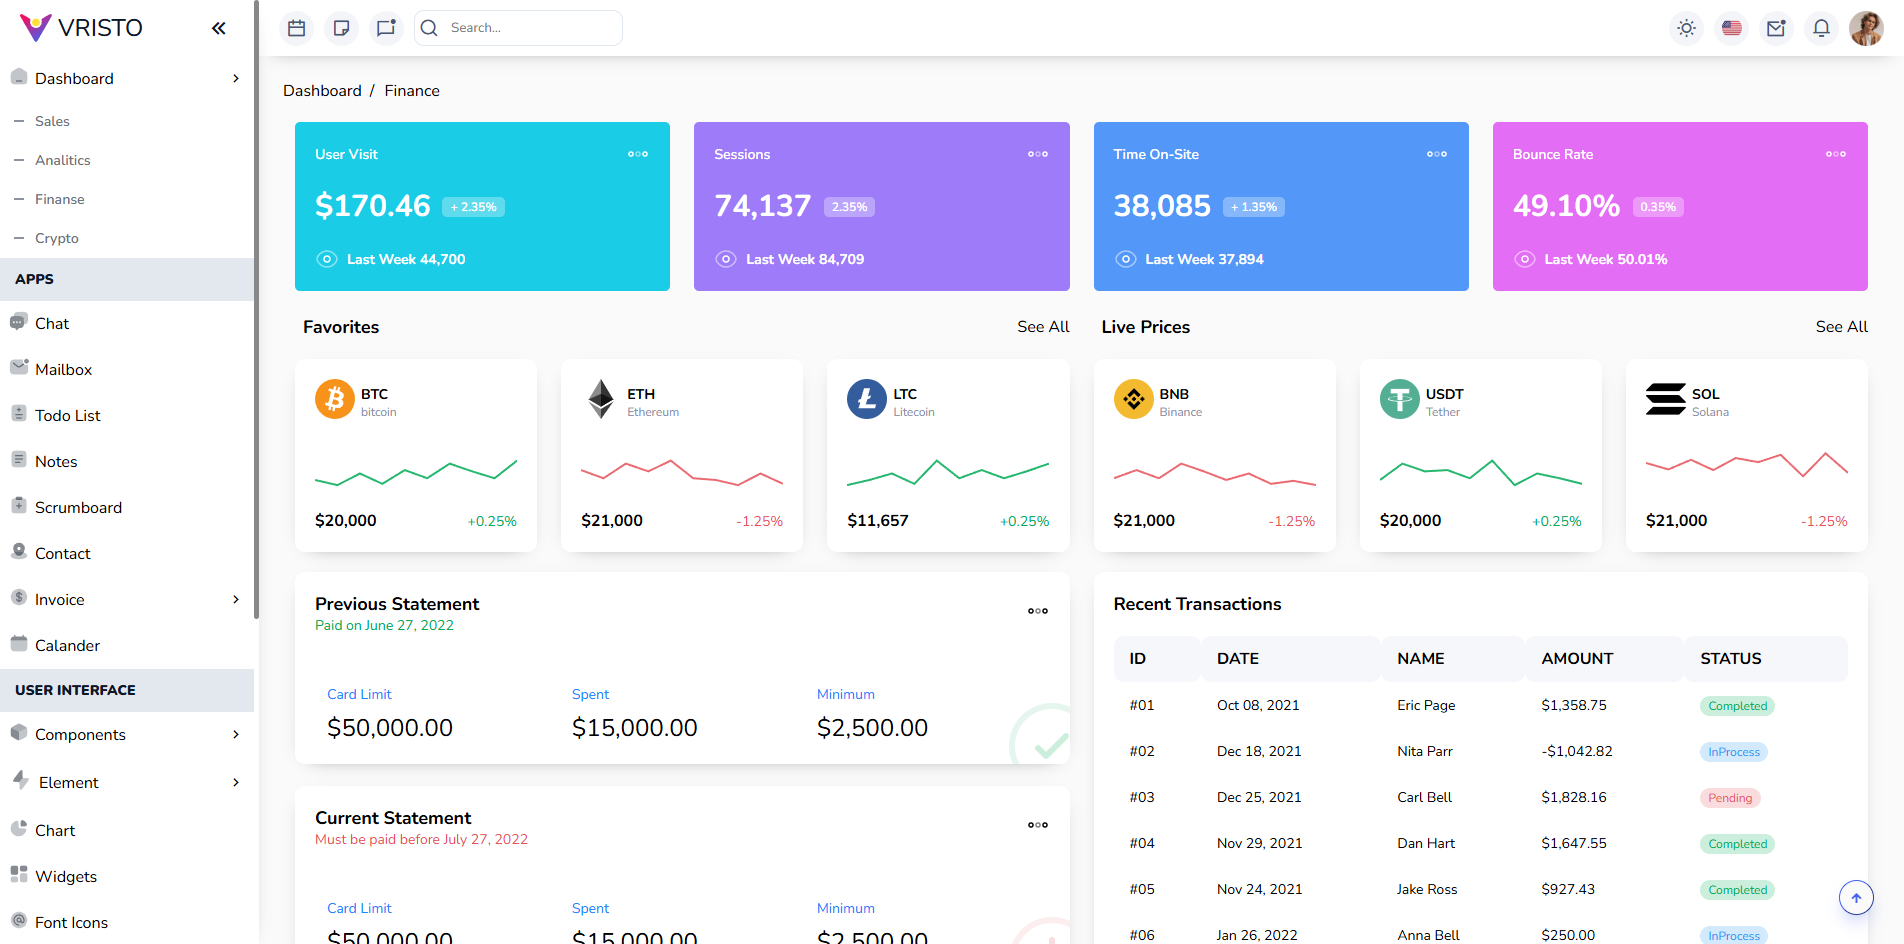 VRISTO
Search...
Dashboard
Sales
Analitics
Finanse
Crypto
APPS
Chat
Mailbox
Todo List
Notes
Scrumboard
Contact
Invoice
Calander
USER INTERFACE
Components
Element
Chart
Widgets
Font Icons
Dashboard / Finance
User Visit
$170.46 + 2.35%
Last Week 44,700
Sessions
74,137 2.35%
Last Week 84,709
Time On-Site
38,085 + 1.35%
Last Week 37,894
Bounce Rate
49.10% 0.35%
Last Week 50.01%
Favorites See All
BTC
bitcoin
$20,000 +0.25%
ETH
Ethereum
$21,000 -1.25%
LTC
Litecoin
$11,657 +0.25%
Live Prices See All
BNB
Binance
$21,000 -1.25%
USDT
Tether
$20,000 +0.25%
SOL
Solana
$21,000 -1.25%
Previous Statement
Paid on June 27, 2022
Card Limit Spent Minimum
$50,000.00 $15,000.00 $2,500.00
Current Statement
Must be paid before July 27, 2022
Card Limit Spent Minimum
$50,000.00 $15,000.00 $2,500.00
Recent Transactions
ID DATE NAME AMOUNT STATUS
#01 Oct 08, 2021 Eric Page $1,358.75 Completed
#02 Dec 18, 2021 Nita Parr -$1,042.82 InProcess
#03 Dec 25, 2021 Carl Bell $1,828.16 Pending
#04 Nov 29, 2021 Dan Hart $1,647.55 Completed
#05 Nov 24, 2021 Jake Ross $927.43 Completed
#06 Jan 26, 2022 Anna Bell $250.00 InProcess